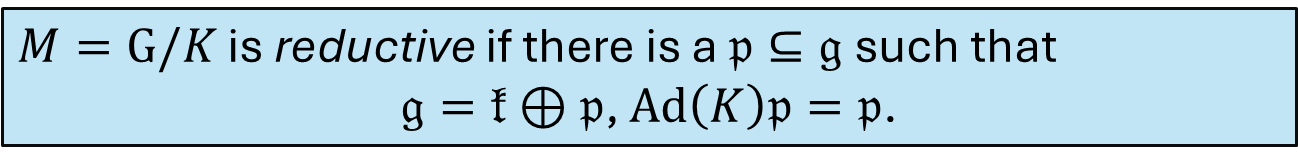 𝑀 = G/𝐾 is reductive if there is a 𝔭 ⊆ 𝔤 such that
𝔤 = 𝔨 ⨁ 𝔭, Ad(𝐾)𝔭 = 𝔭.